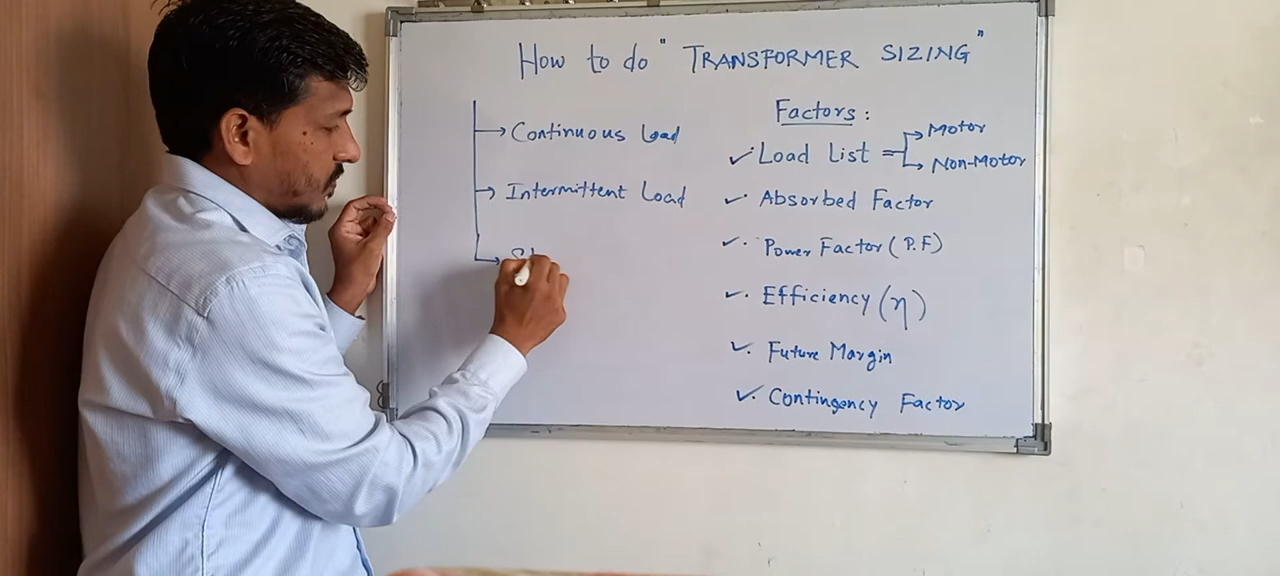 How to do "TRANSFORMER SIZING"
Continuous Load
Intermittent Load
Factors:
✓ Load List = Motor
Non-Motor
✓. Absorbed Factor
✓. Power Factor (P.F)
✓. Efficiency (η)
✓. Future Margin
✓. Contingency Factor